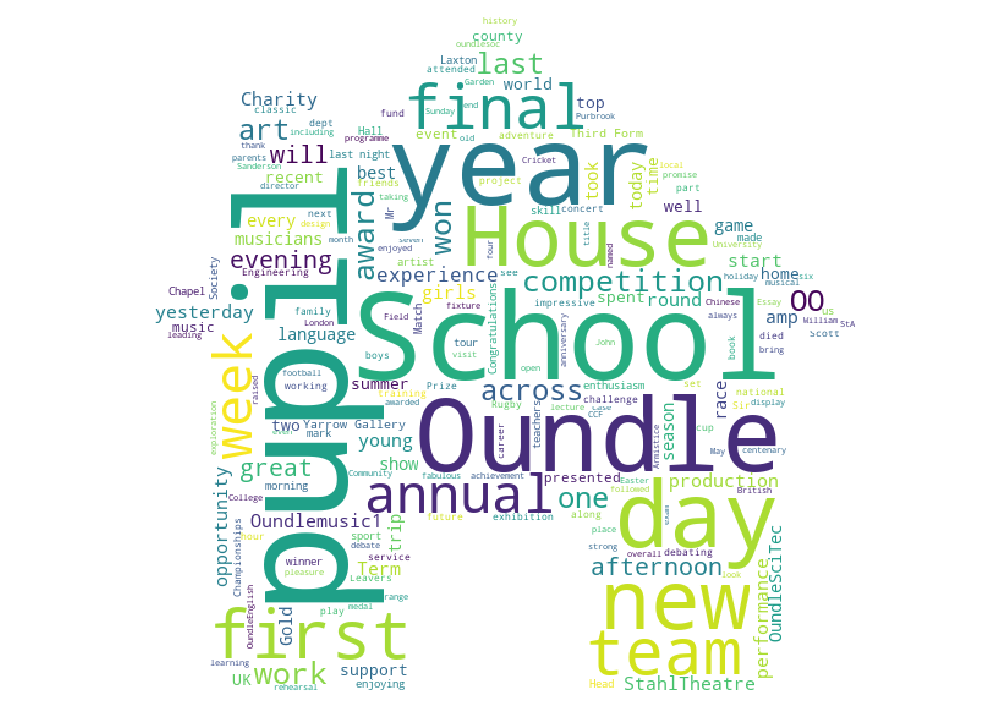 history
county
oundlesoc
Laxton
last
attended
Garden
world
Charity
classic
final
send
top
fund
Sunday
Purbrook
art
dept
including
Hall
programme
event
old
adventure
Third Form
thank
will
last night
year
Cricket
took
today
time
local
parents
Sanderson
recent
best
friends
project
promise
director
taking
skill
concert
part
every
next
design
award
Mr
won
House
title
named
well
game
made
musicians
month
seven
enjoyed
four
University
evening
Engineering
artist
experience
see
competition
start
holiday
home
six
musical
Society
Chapel
pupil
girls
Congratulations
impressive
spent
round
Chinese
Essay
OO
us
yesterday
family
London
music
leading
language
Field
Match
fixture
tour
visit
School
anniversary
open
John
book
always
amp
William
StA
died
bring
Scott
week
boys
football
working
summer
training
awarded
Prize
across
enthusiasm
set
national
race
raised
Rugby
lecture
case
challenge
CCF
Sir
display
exploration
even
two
mark
Yarrow Gallery
young
Oundle
career
teachers
Armistice
season
cup
May
centenary
great
morning
Community
show
fabulous
achievement
presented
Easter
followed
production
British
College
opportunity
Championships
annual
one
day
cause
Oundlemusic1
hour
debate
sport
trip
future
exhibition
along
place
strong
overall
debating
winner
service
pleasure
Term
Leavers
afternoon
look
range
medal
play
Gold
OundleEnglish
first
new
performance
OundleSciTec
learning
UK
work
rehearsal
support
enjoying
team
Head
StahlTheatre